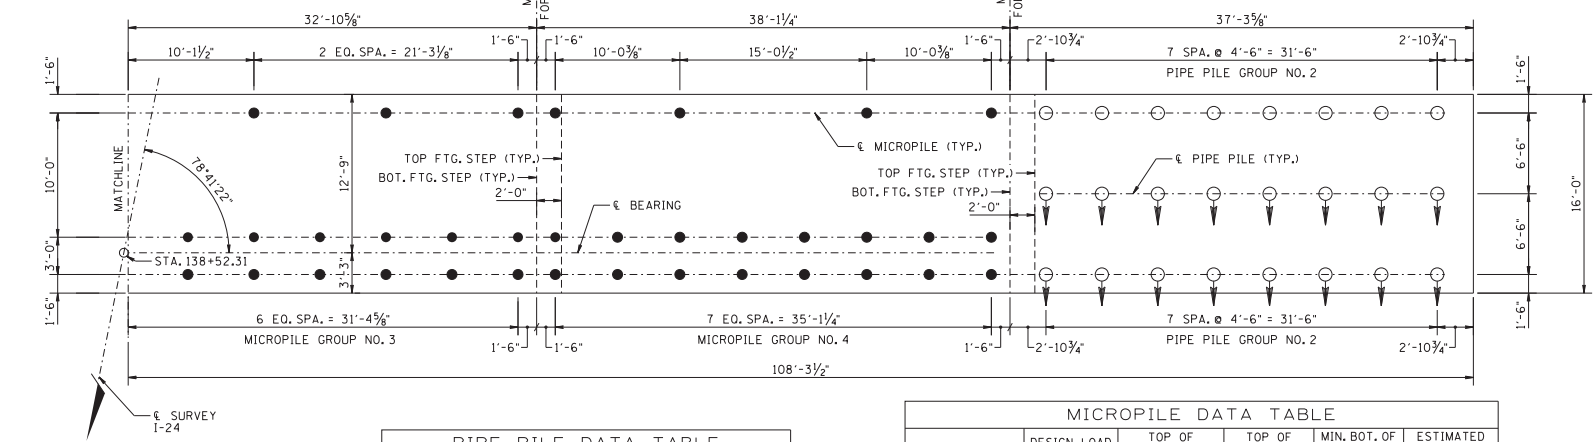 32'-10⅝" 38'-1¼" 37'-3⅝"
1'-6" 1'-6" 1'-6" 2'-10¾" 2'-10¾"
10'-1½" 2 EQ. SPA. = 21'-3⅛" 10'-0⅜" 15'-0½" 10'-0⅜" 7 SPA. @ 4'-6" = 31'-6"
PIPE PILE GROUP NO. 2
1'-6" 1'-6"
℄ MICROPILE (TYP.)
MATCHLINE
78°41'22"
10'-0" 12'-9"
TOP FTG. STEP (TYP.)
BOT. FTG. STEP (TYP.)
2'-0"
TOP FTG. STEP (TYP.)
BOT. FTG. STEP (TYP.)
2'-0"
℄ PIPE PILE (TYP.)
6'-6"
16'-0"
℄ BEARING
6'-6"
STA. 138+52.31
3'-0" 3'-3"
1'-6" 1'-6"
6 EQ. SPA. = 31'-4⅝" 7 EQ. SPA. = 35'-1¼" 7 SPA. @ 4'-6" = 31'-6"
MICROPILE GROUP NO. 3 MICROPILE GROUP NO. 4 PIPE PILE GROUP NO. 2
1'-6" 1'-6" 1'-6" 2'-10¾" 2'-10¾"
108'-3½"
℄ SURVEY
I-24
PIPE PILE DATA TABLE
MICROPILE DATA TABLE
DESIGN LOAD TOP OF TOP OF MIN. BOT. OF ESTIMATED